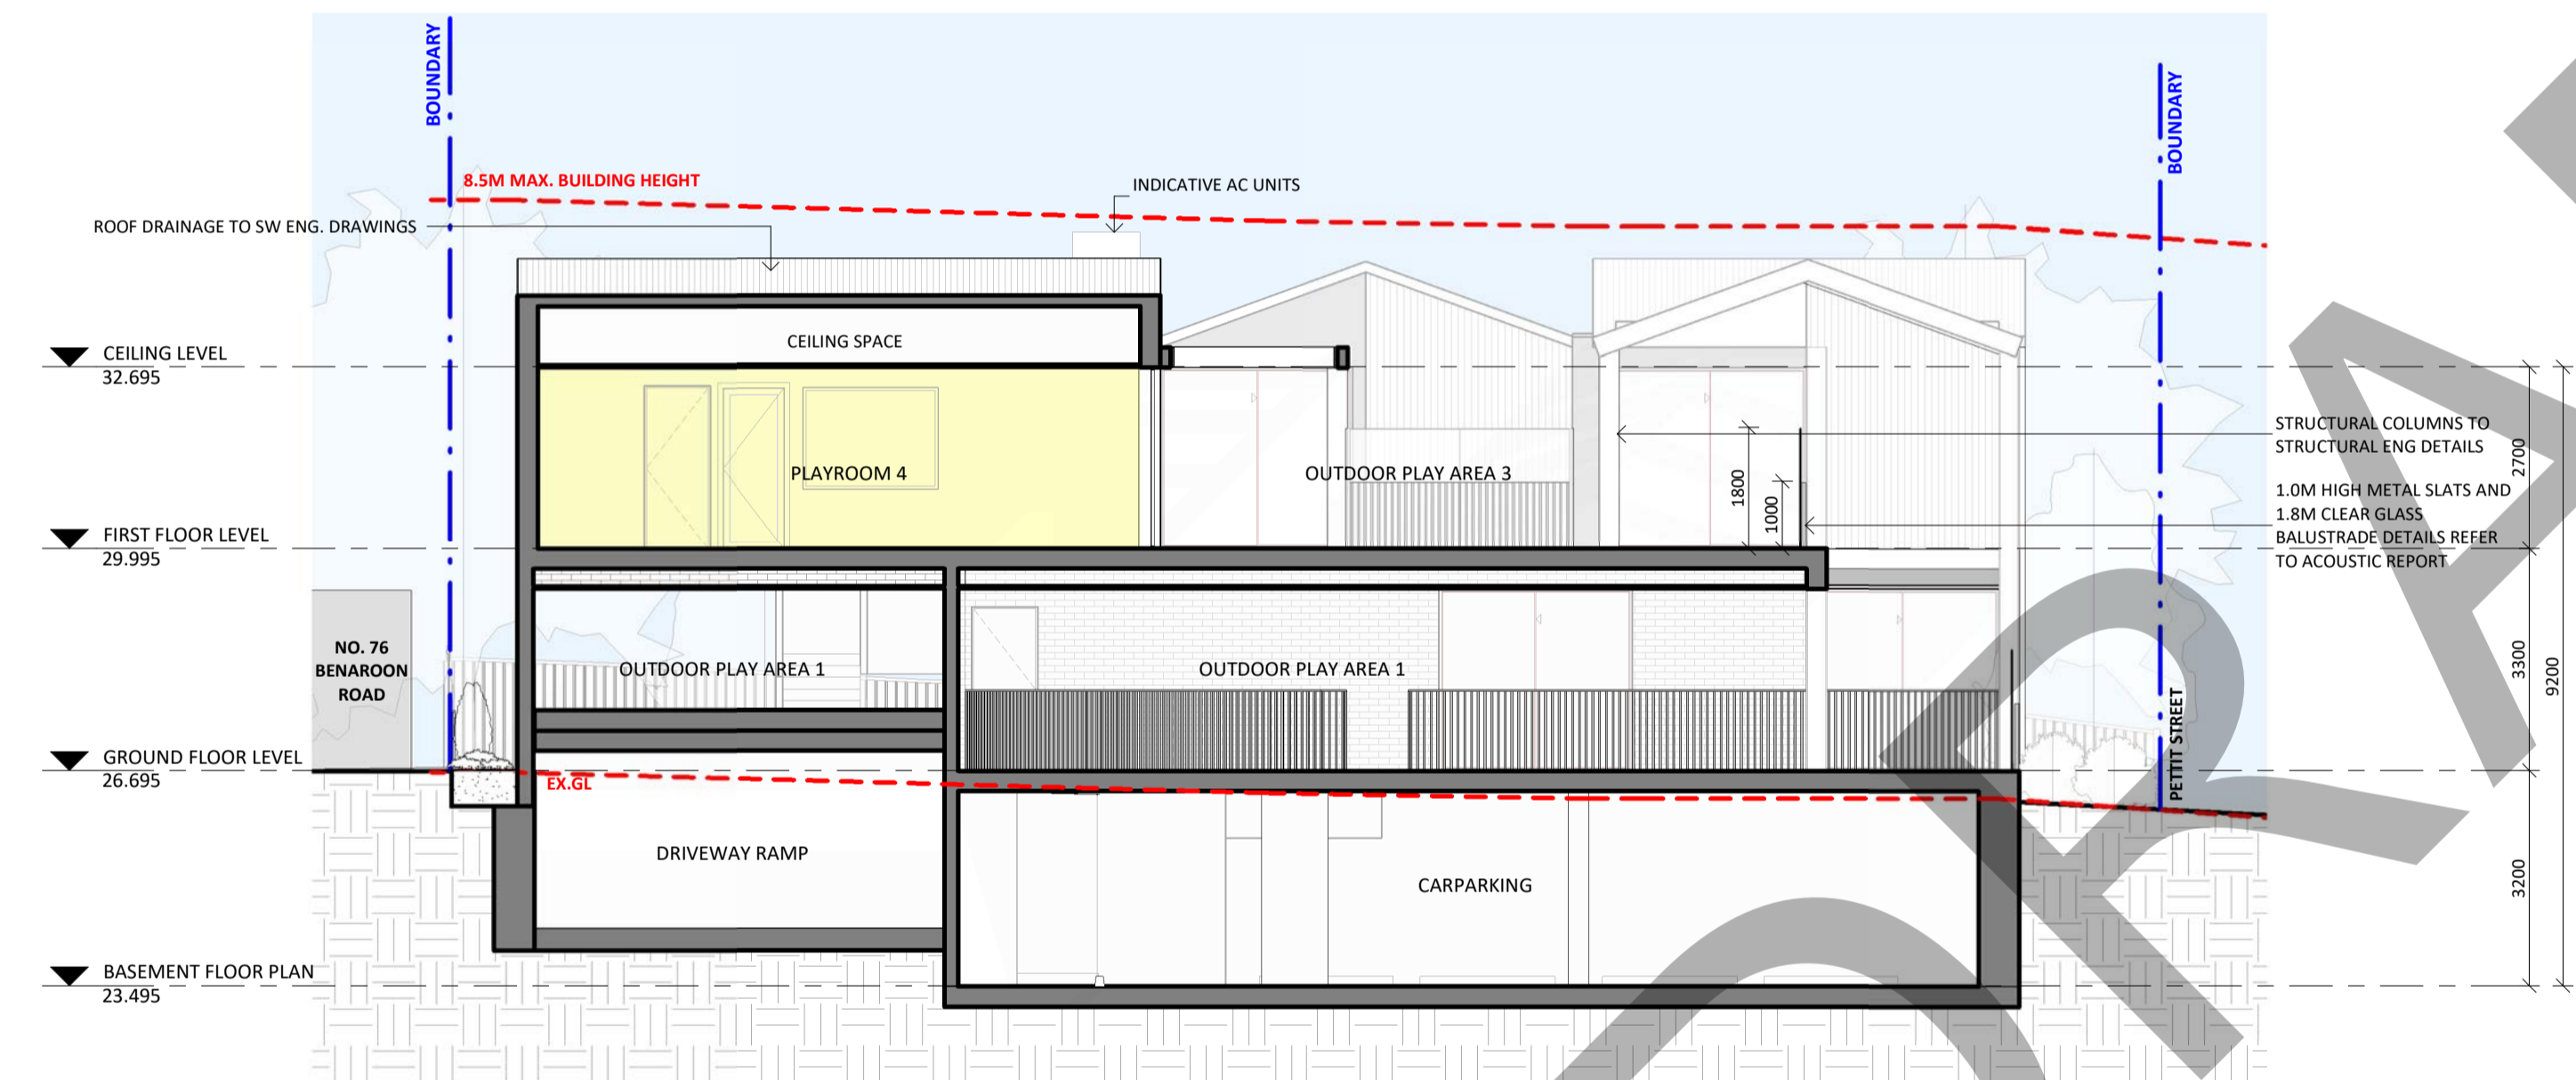 BOUNDARY
BOUNDARY
8.5M MAX. BUILDING HEIGHT
INDICATIVE AC UNITS
ROOF DRAINAGE TO SW ENG. DRAWINGS
CEILING SPACE
CEILING LEVEL
32.695
STRUCTURAL COLUMNS TO
STRUCTURAL ENG DETAILS
2700
PLAYROOM 4
OUTDOOR PLAY AREA 3
1800
1000
1.0M HIGH METAL SLATS AND
1.8M CLEAR GLASS
BALUSTRADE DETAILS REFER
TO ACOUSTIC REPORT
FIRST FLOOR LEVEL
29.995
NO. 76
BENAROON
ROAD
OUTDOOR PLAY AREA 1
OUTDOOR PLAY AREA 1
3300
9200
PETTIT STREET
GROUND FLOOR LEVEL
26.695
EX.GL
DRIVEWAY RAMP
CARPARKING
3200
BASEMENT FLOOR PLAN
23.495